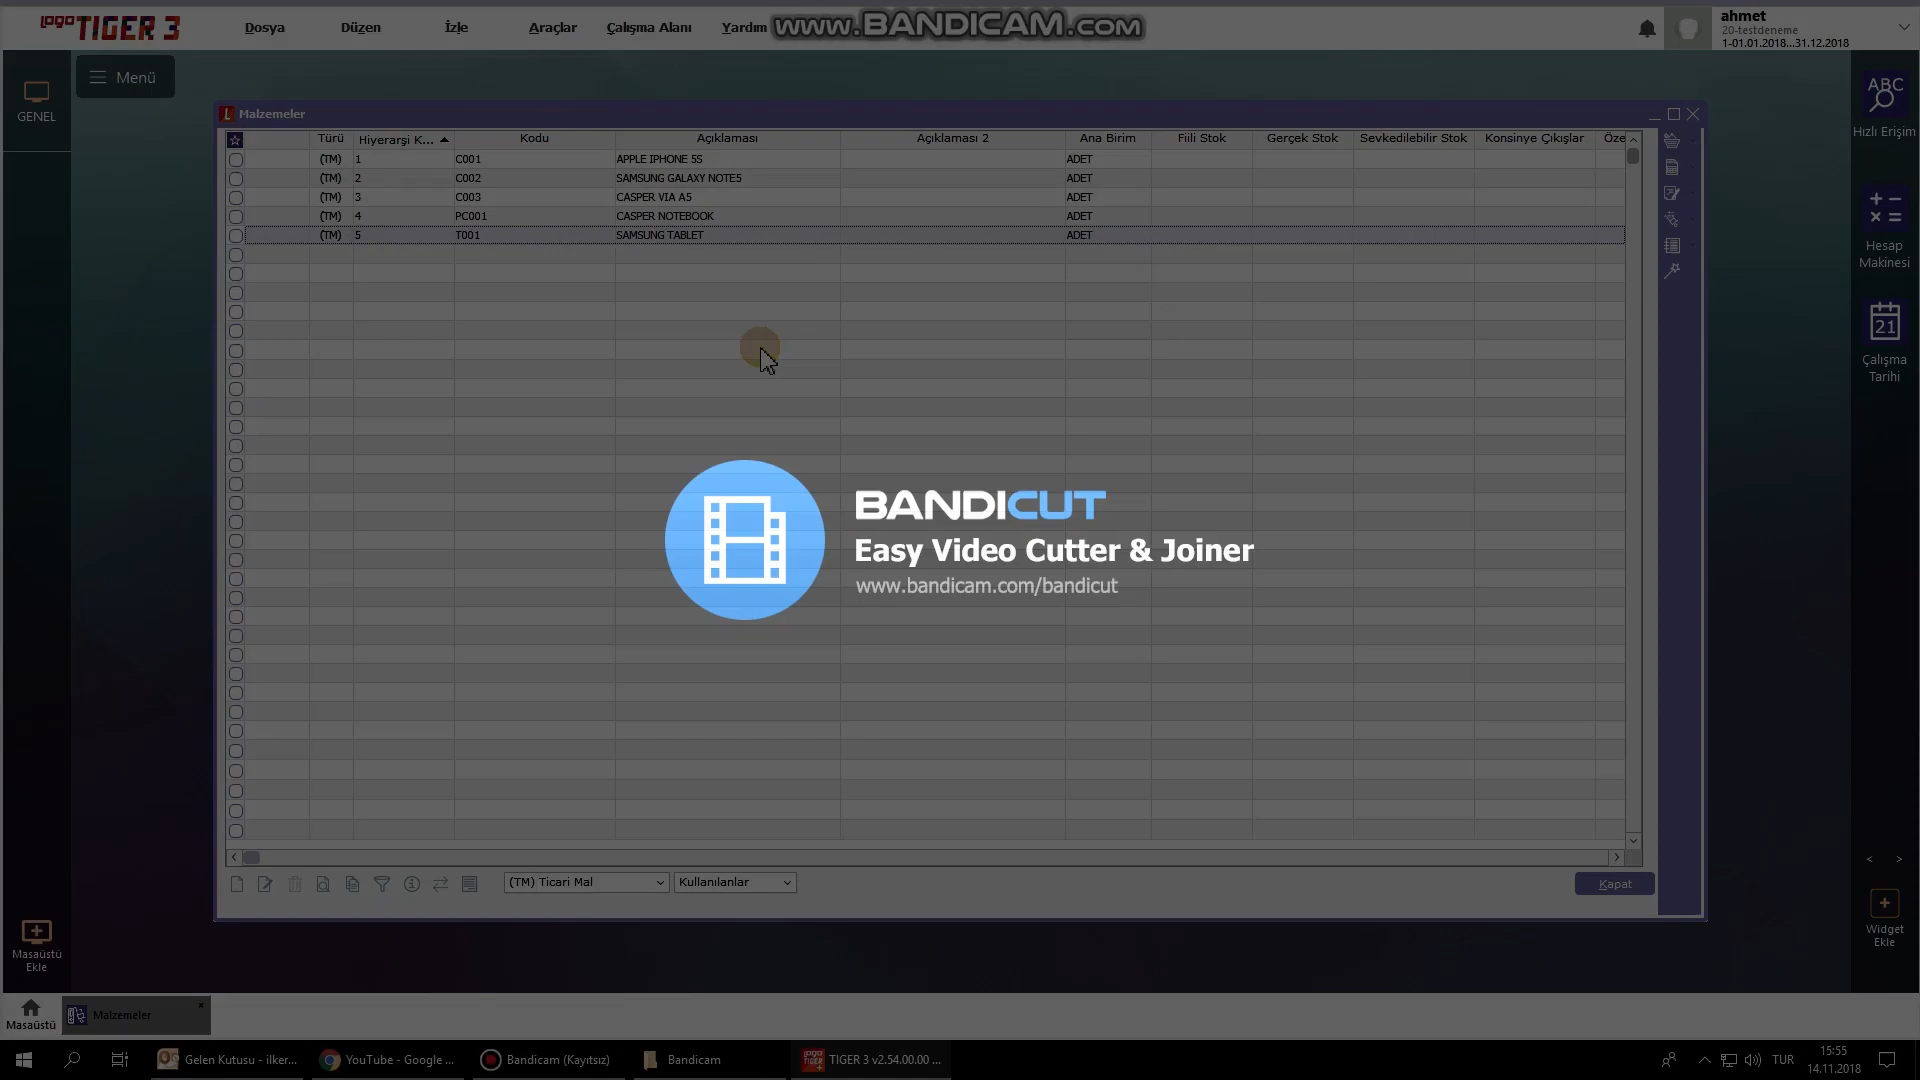 logo TIGER 3
Dosya Düzen İzle Araçlar Çalışma Alanı Yardım
www.BANDICAM.com
ahmet
20-testdeneme
1-01.01.2018...31.12.2018
Menü
GENEL
Malzemeler
Türü Hiyerarşi K... Kodu Açıklaması Açıklaması 2 Ana Birim Fiili Stok Gerçek Stok Sevkedilebilir Stok Konsinye Çıkışlar Öze
(TM) 1 C001 APPLE IPHONE 5S ADET
(TM) 2 C002 SAMSUNG GALAXY NOTE5 ADET
(TM) 3 C003 CASPER VIA A5 ADET
(TM) 4 PC001 CASPER NOTEBOOK ADET
(TM) 5 T001 SAMSUNG TABLET ADET
ABC
Hızlı Erişim
Hesap
Makinesi
21
Çalışma
Tarihi
BANDICUT
Easy Video Cutter & Joiner
www.bandicam.com/bandicut
(TM) Ticari Mal Kullanılanlar Kapat
Masaüstü
Ekle
Widget
Ekle
Masaüstü
Malzemeler
Gelen Kutusu - ilker... YouTube - Google ... Bandicam (Kayıtsız) Bandicam TIGER 3 v2.54.00.00 ... TUR
15:55
14.11.2018